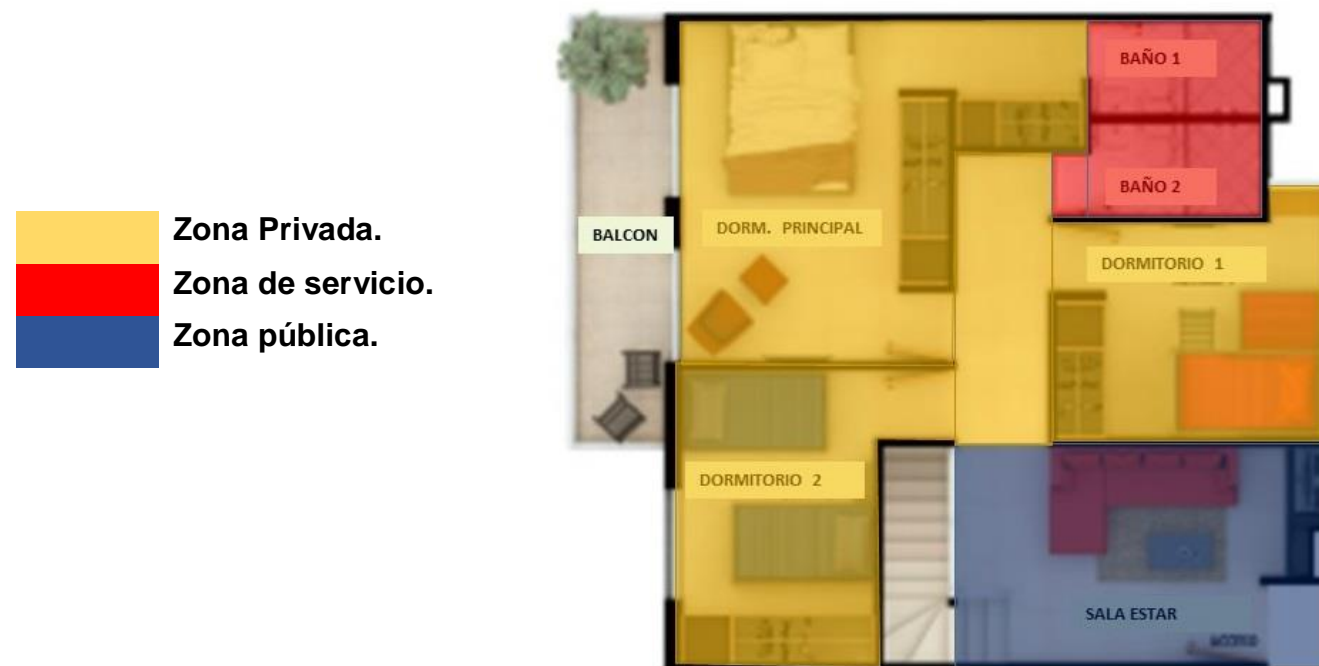 Zona Privada.
Zona de servicio.
Zona pública.
BAÑO 1
BAÑO 2
BALCON
DORM. PRINCIPAL
DORMITORIO 1
DORMITORIO 2
SALA ESTAR